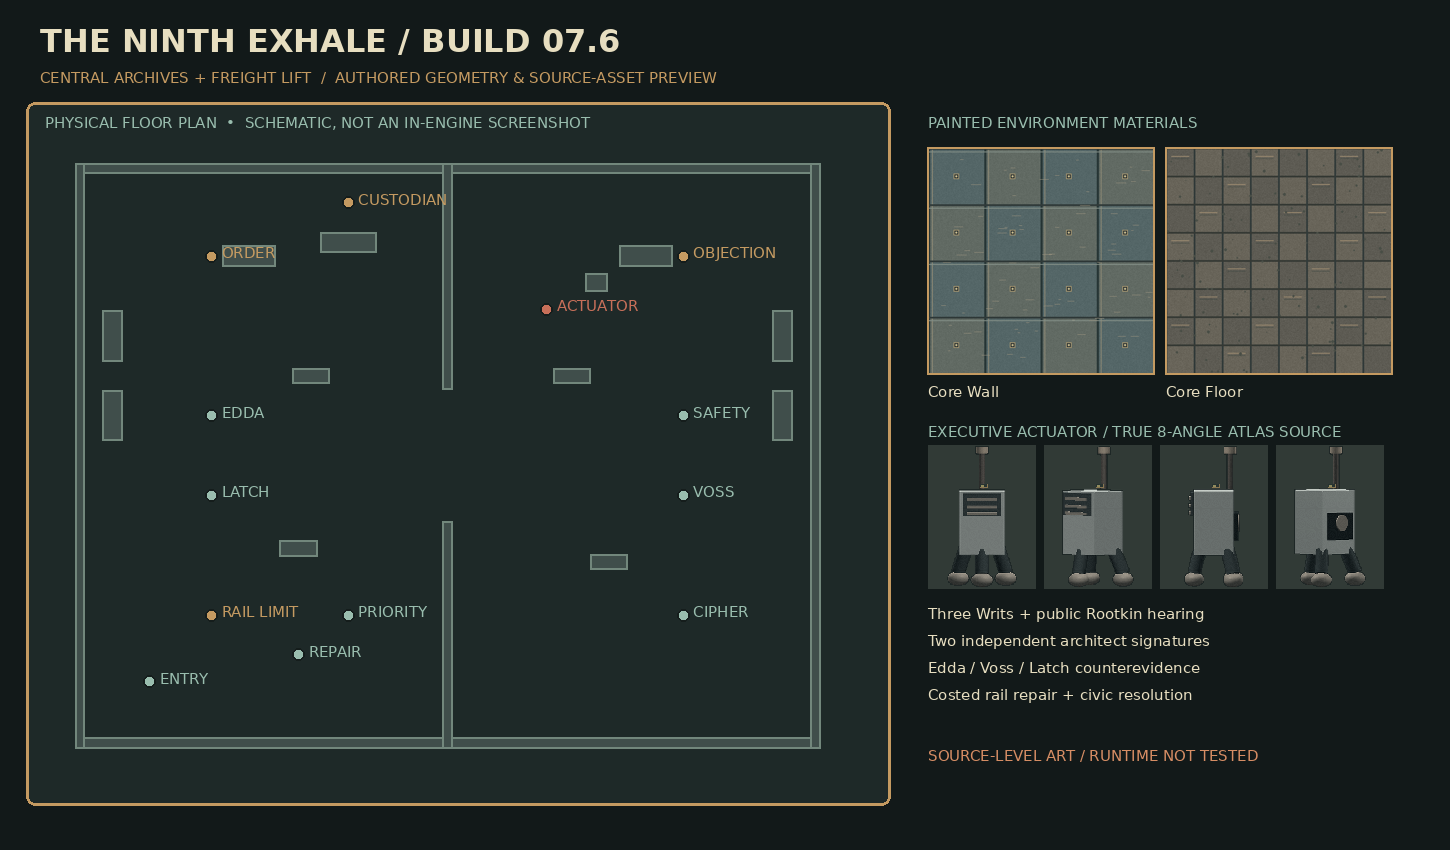 THE NINTH EXHALE / BUILD 07.6
CENTRAL ARCHIVES + FREIGHT LIFT / AUTHORED GEOMETRY & SOURCE-ASSET PREVIEW
PHYSICAL FLOOR PLAN • SCHEMATIC, NOT AN IN-ENGINE SCREENSHOT
CUSTODIAN
ORDER
OBJECTION
ACTUATOR
EDDA
SAFETY
LATCH
VOSS
RAIL LIMIT
PRIORITY
CIPHER
REPAIR
ENTRY
PAINTED ENVIRONMENT MATERIALS
Core Wall
Core Floor
EXECUTIVE ACTUATOR / TRUE 8-ANGLE ATLAS SOURCE
Three Writs + public Rootkin hearing
Two independent architect signatures
Edda / Voss / Latch counterevidence
Costed rail repair + civic resolution
SOURCE-LEVEL ART / RUNTIME NOT TESTED